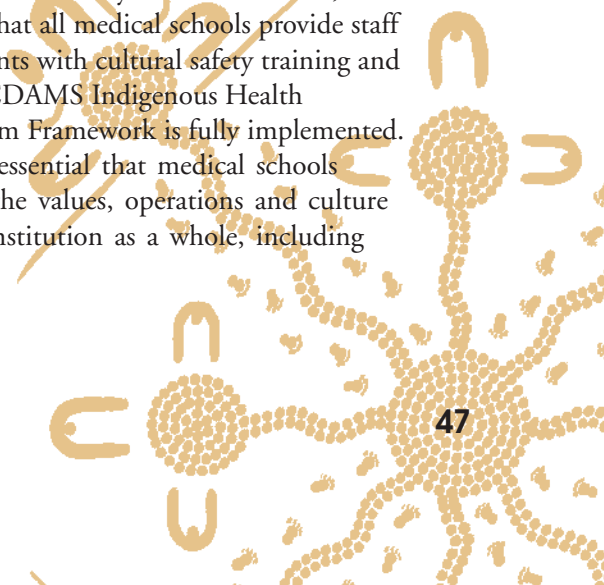 hat all medical schools provide staff
nts with cultural safety training and
CDAMS Indigenous Health
m Framework is fully implemented.
essential that medical schools
he values, operations and culture
nstitution as a whole, including
47